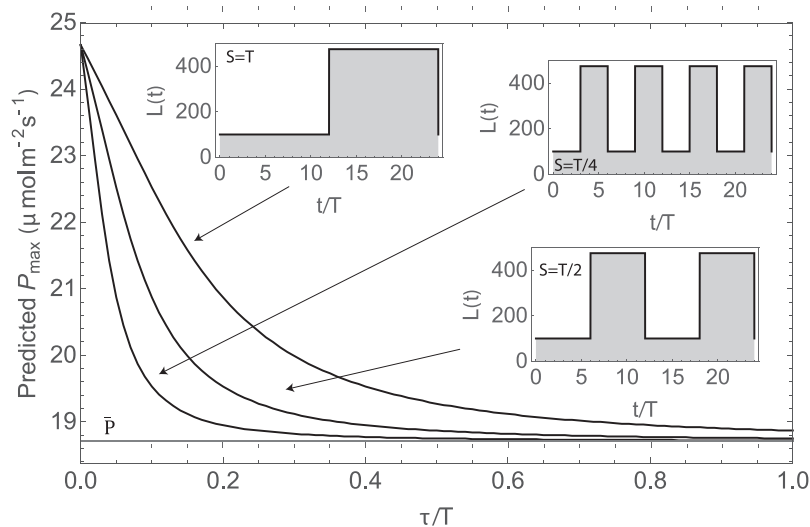 25
24
23
22
21
20
19
Predicted Pmax (μmolm⁻²s⁻¹)
P̄
0.0 0.2 0.4 0.6 0.8 1.0
τ/T
S=T
400
200
0
L(t)
0 5 10 15 20
t/T
400
200
0
L(t)
S=T/4
0 5 10 15 20
t/T
S=T/2
400
200
0
L(t)
0 5 10 15 20
t/T